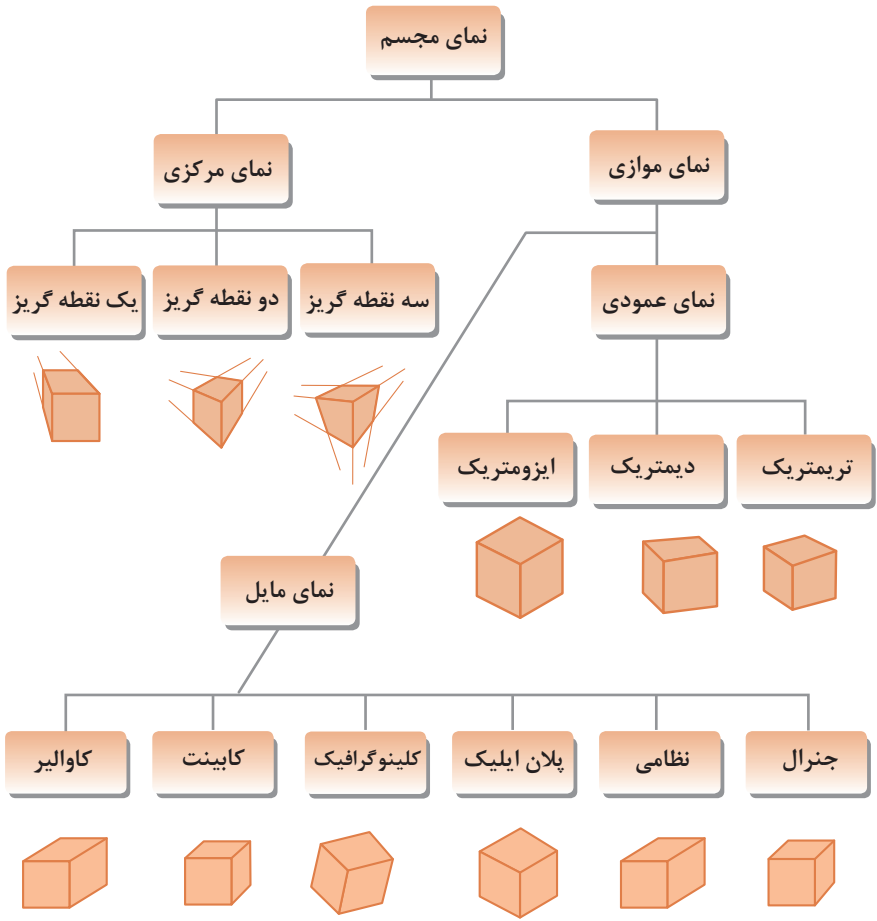 نمای مجسم
نمای موازی
نمای مرکزی
نمای عمودی
سه نقطه گریز
دو نقطه گریز
یک نقطه گریز
تریمتریک
دیمتریک
ایزومتریک
نمای مایل
جنرال
نظامی
پلان ایلیک
کلینوگرافیک
کابینت
کاوالیر